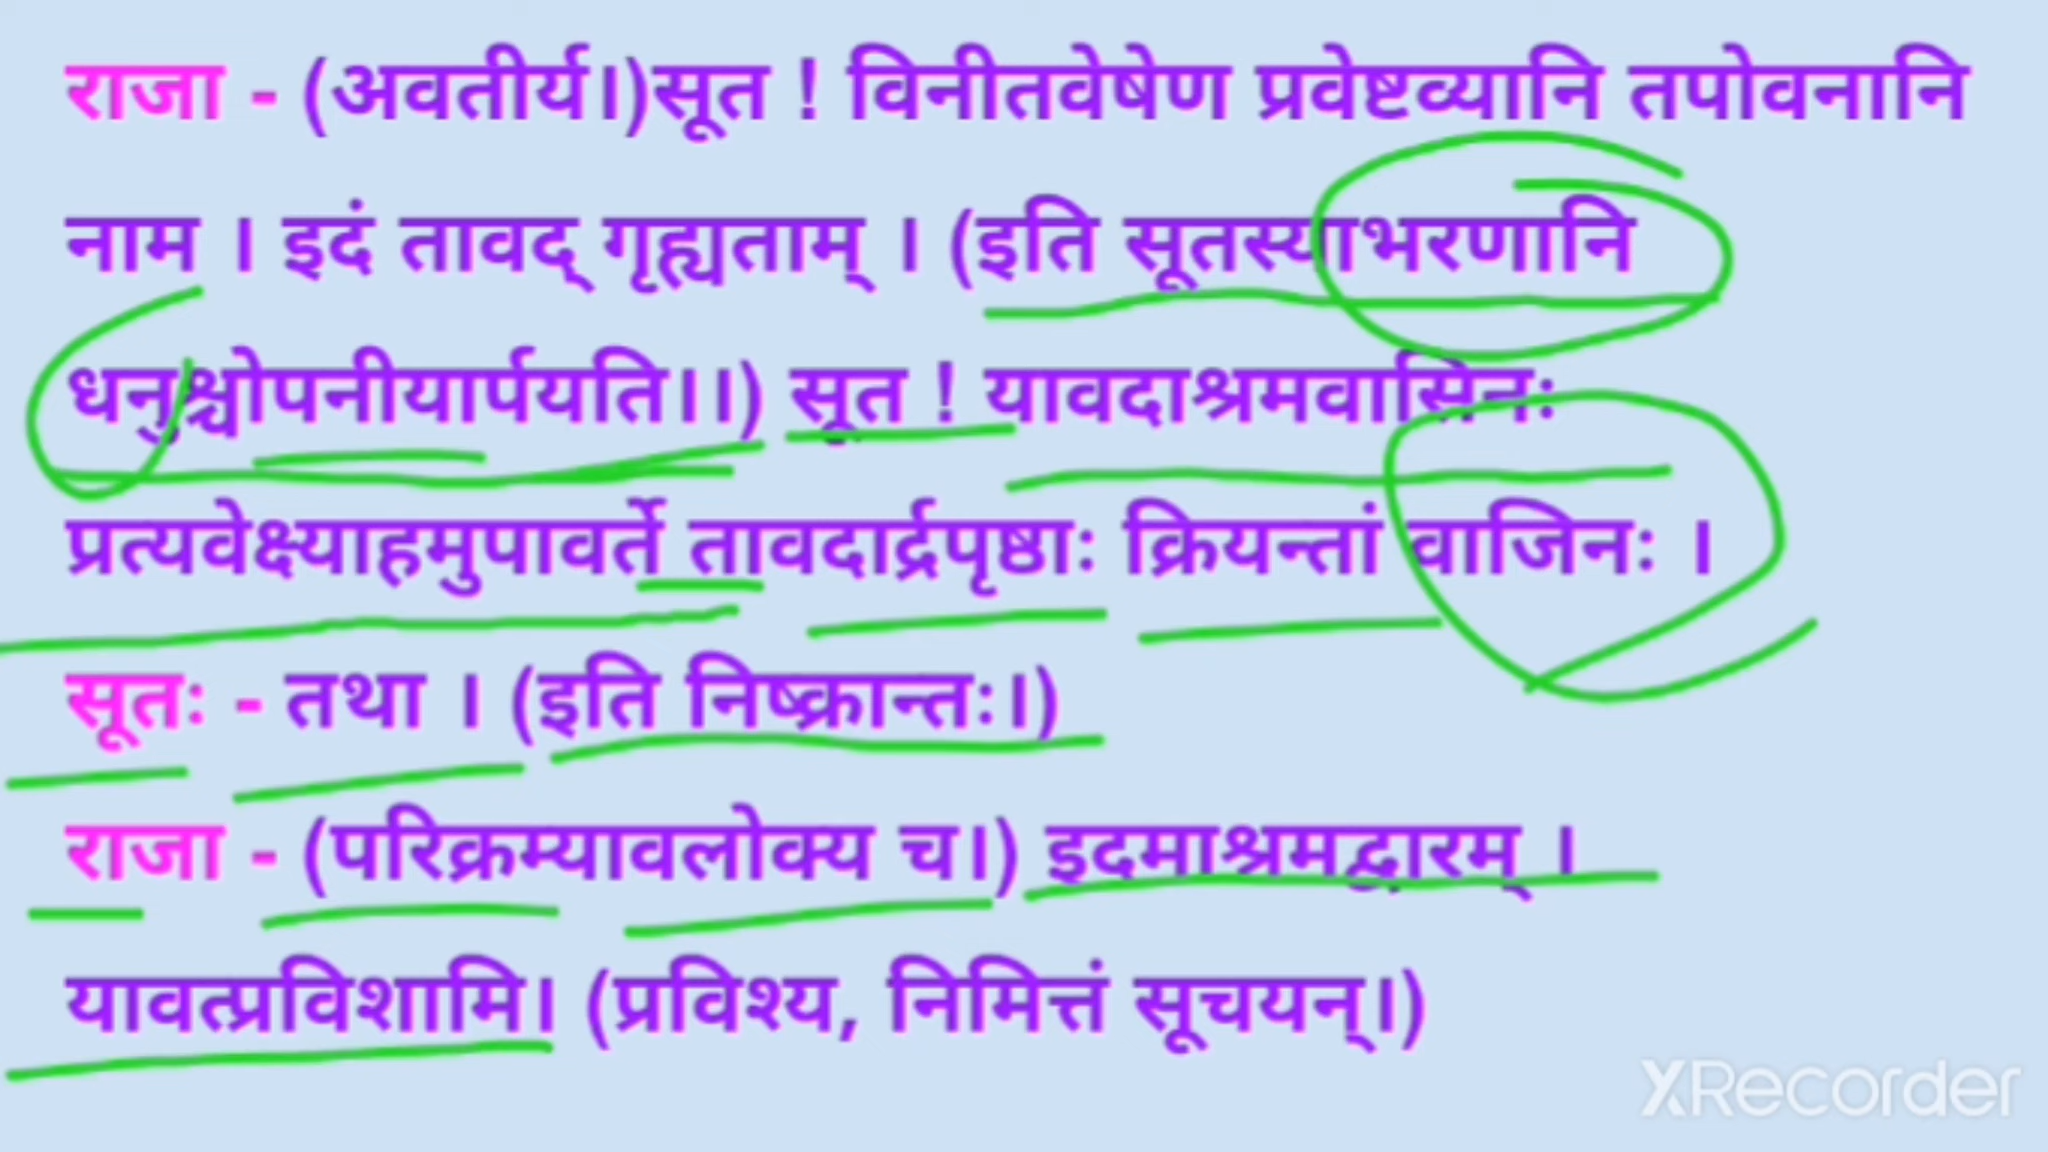 राजा - (अवतीर्य।)सूत ! विनीतवेषेण प्रवेष्टव्यानि तपोवनानि
नाम । इदं तावद् गृह्यताम् । (इति सूतस्याभरणानि
धनुश्चोपनीयार्पयति।।) सूत ! यावदाश्रमवासिनः
प्रत्यवेक्ष्याहमुपावर्ते तावदार्द्रपृष्ठाः क्रियन्तां वाजिनः ।
सूतः - तथा । (इति निष्क्रान्तः।)
राजा - (परिक्रम्यावलोक्य च।) इदमाश्रमद्वारम् ।
यावत्प्रविशामि। (प्रविश्य, निमित्तं सूचयन्।)
XRecorder